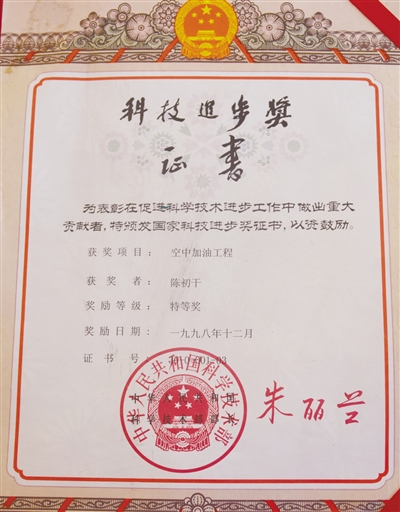 科技进步奖
证書
为表彰在促进科学技术进步工作中做出重大
贡献者，特颁发国家科技进步奖证书，以资鼓励。
获奖项目：空中加油工程
获奖者：陈初干
奖励等级：特等奖
奖励日期：一九九八年十二月
证书号：
中华人民共和国科学技术部
朱丽兰